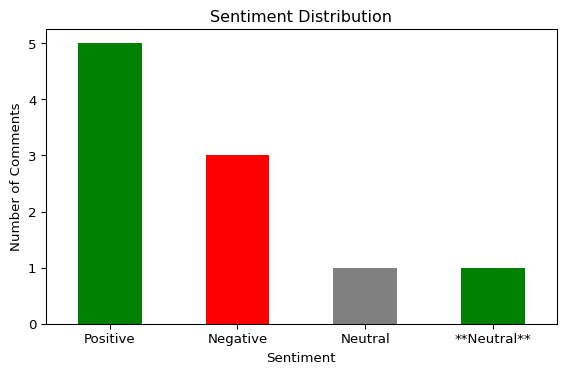 Sentiment Distribution
Number of Comments
5
4
3
2
1
0
Positive Negative Neutral **Neutral**
Sentiment